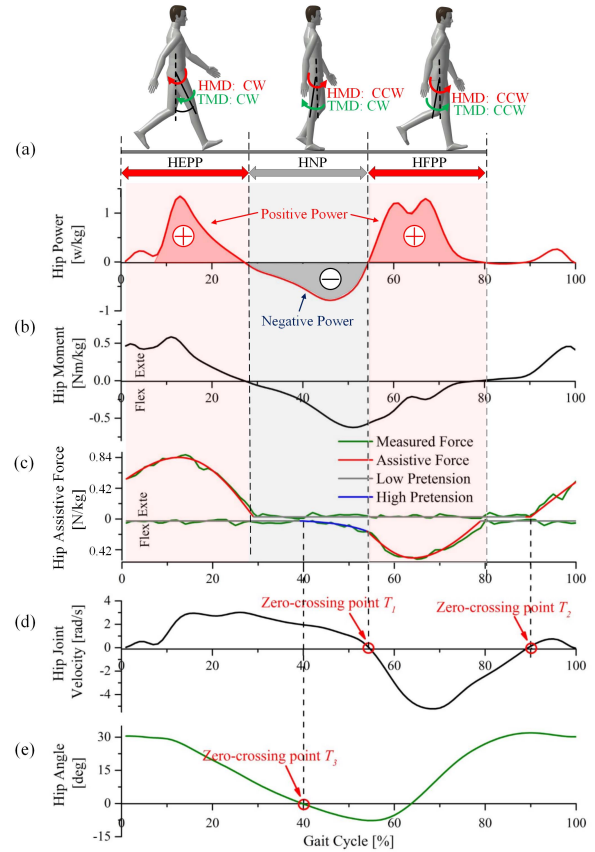 HMD: CW
TMD: CW
HMD: CCW
TMD: CW
HMD: CCW
TMD: CCW
(a)
HEPP
HNP
HFPP
Hip Power
[w/kg]
1
0
-1
Positive Power
Negative Power
0
20
40
60
80
100
(b)
Hip Moment
[Nm/kg]
0.5
0.0
-0.5
Exte
Flex
0
20
40
60
80
100
(c)
Hip Assistive Force
[N/kg]
0.84
0.42
0
0.42
Exte
Flex
Measured Force
Assistive Force
Low Pretension
High Pretension
0
20
40
60
80
100
(d)
Hip Joint
Velocity [rad/s]
4
2
0
-2
-4
Zero-crossing point T1
Zero-crossing point T2
0
20
40
60
80
100
(e)
Hip Angle
[deg]
30
15
0
-15
Zero-crossing point T3
0
20
40
60
80
100
Gait Cycle [%]